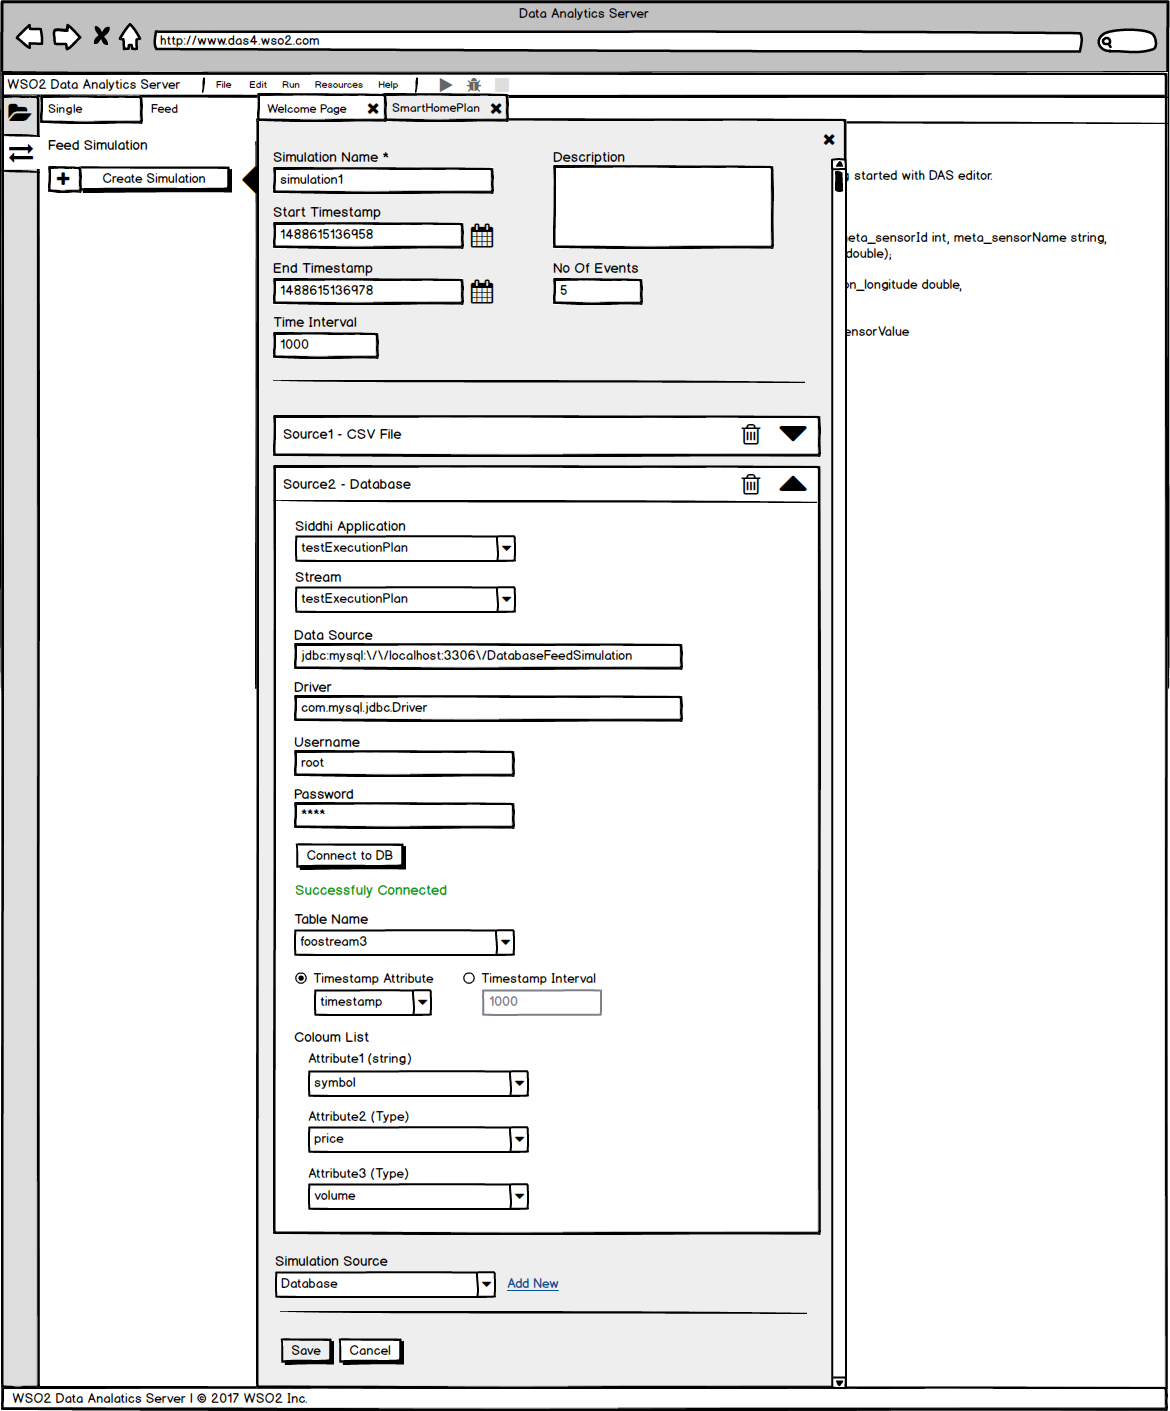 Data Analytics Server
http://www.das4.wso2.com
WSO2 Data Analytics Server File Edit Run Resources Help
Single Feed Welcome Page SmartHomePlan
Feed Simulation
Create Simulation
Simulation Name *
simulation1
Description
Start Timestamp
1488615136958
End Timestamp
1488615136978
No Of Events
5
Time Interval
1000
started with DAS editor.
meta_sensorId int, meta_sensorName string,
double);
on_longitude double,
ensorValue
Source1 - CSV File
Source2 - Database
Siddhi Application
testExecutionPlan
Stream
testExecutionPlan
Data Source
jdbc:mysql:\/\/localhost:3306\/DatabaseFeedSimulation
Driver
com.mysql.jdbc.Driver
Username
root
Password
****
Connect to DB
Successfuly Connected
Table Name
foostream3
Timestamp Attribute Timestamp Interval
timestamp 1000
Coloum List
Attribute1 (string)
symbol
Attribute2 (Type)
price
Attribute3 (Type)
volume
Simulation Source
Database Add New
Save Cancel
WSO2 Data Analatics Server | © 2017 WSO2 Inc.